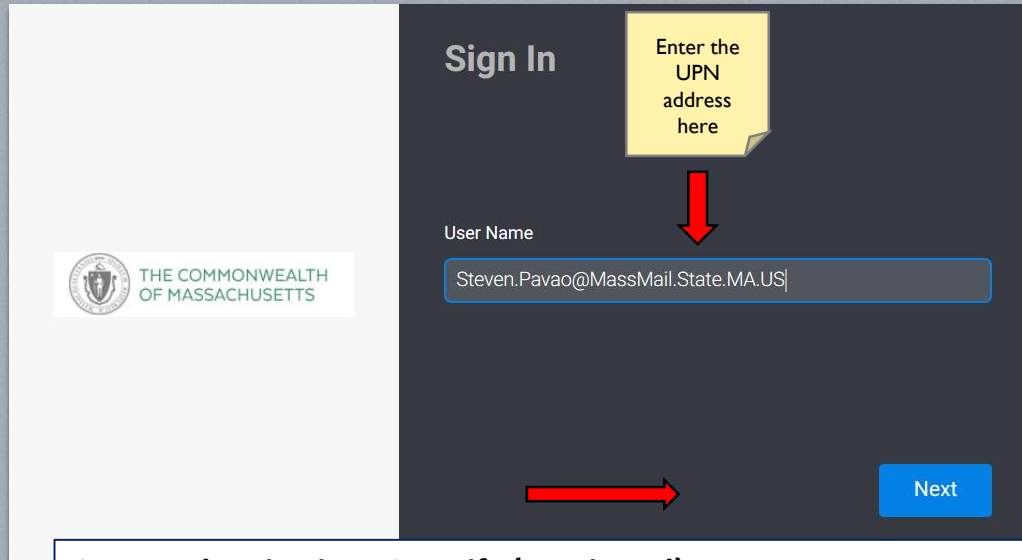 Sign In
Enter the
UPN
address
here
User Name
Steven.Pavao@MassMail.State.MA.US
THE COMMONWEALTH
OF MASSACHUSETTS
Next